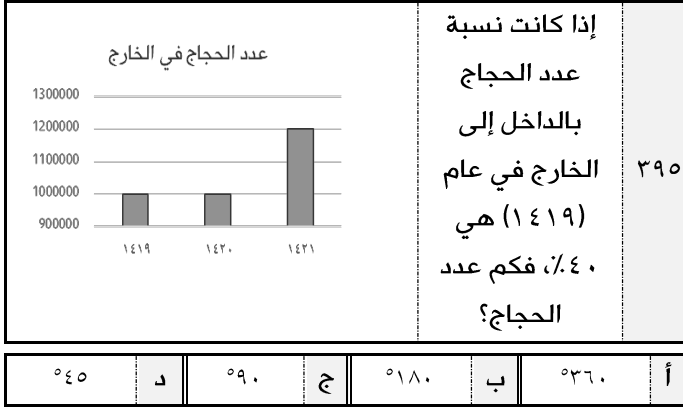 ٣٩٥
إذا كانت نسبة
عدد الحجاج
بالداخل إلى
الخارج في عام
(١٤١٩) هي
٤٠٪، فكم عدد
الحجاج؟
عدد الحجاج في الخارج
1300000
1200000
1100000
1000000
900000
١٤١٩ ١٤٢٠ ١٤٢١
أ ٣٦٠° ب ١٨٠° ج ٩٠° د ٤٥°